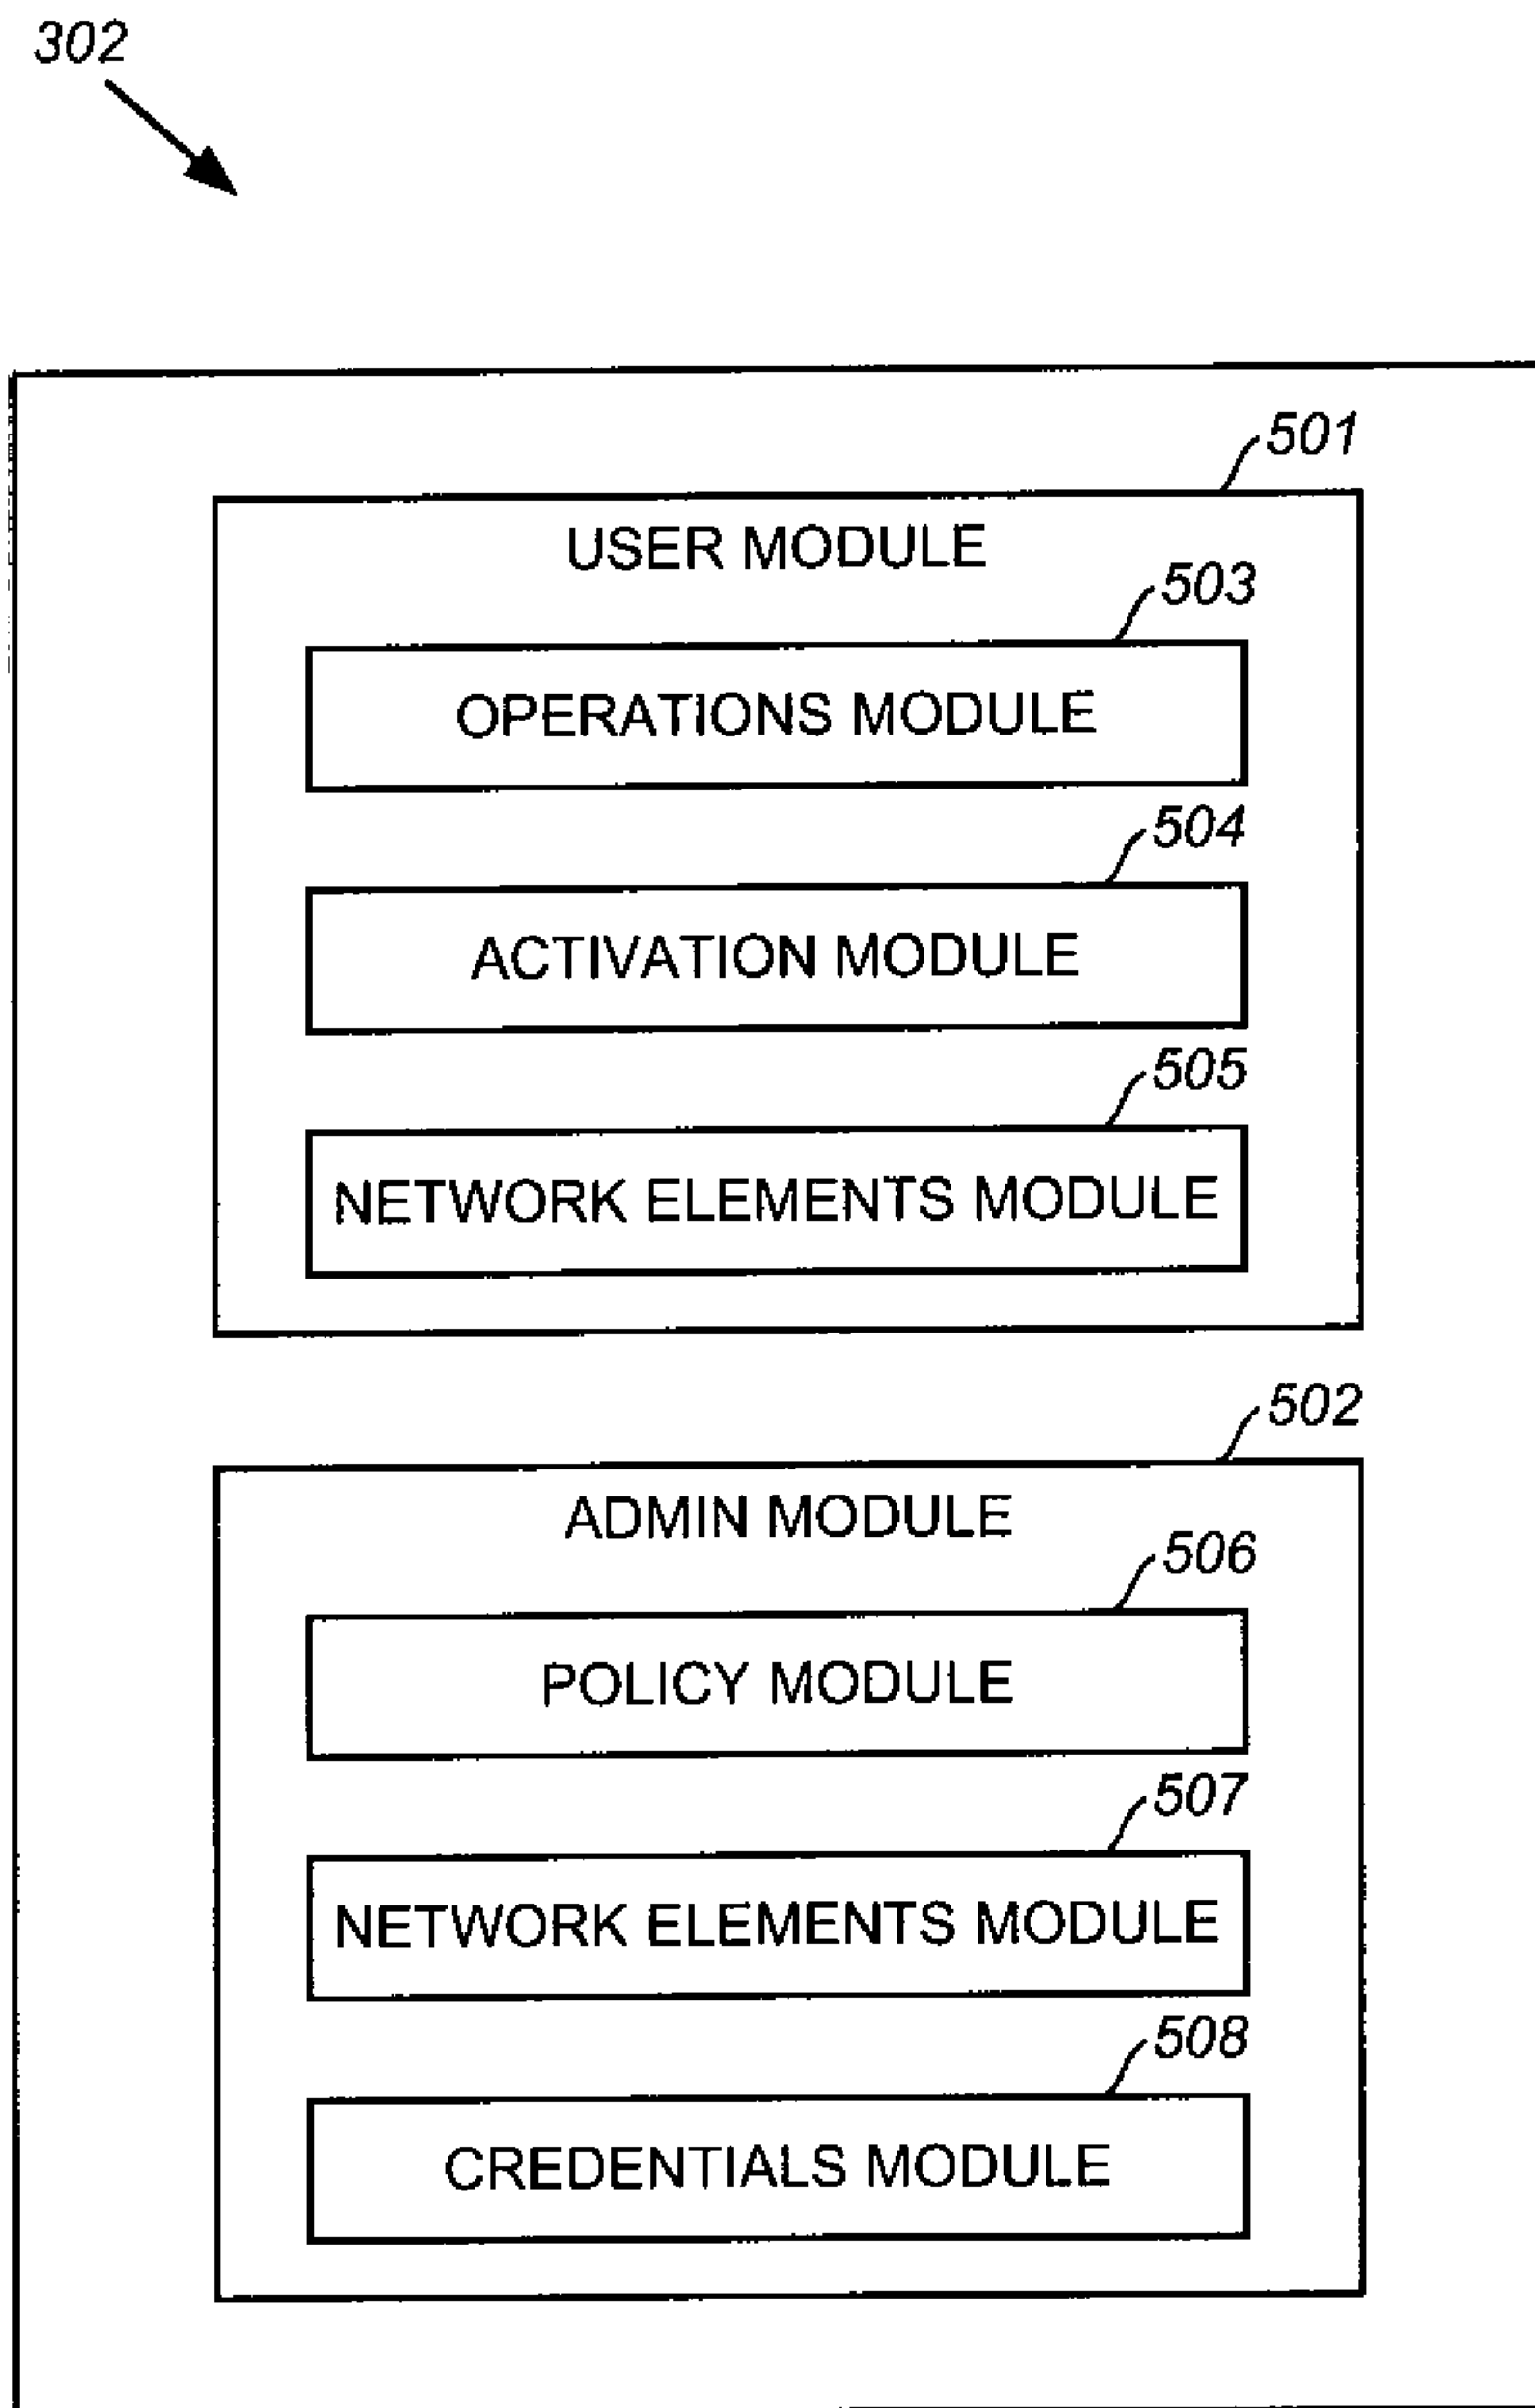 302
501
USER MODULE
503
OPERATIONS MODULE
504
ACTIVATION MODULE
505
NETWORK ELEMENTS MODULE
502
ADMIN MODULE
506
POLICY MODULE
507
NETWORK ELEMENTS MODULE
508
CREDENTIALS MODULE